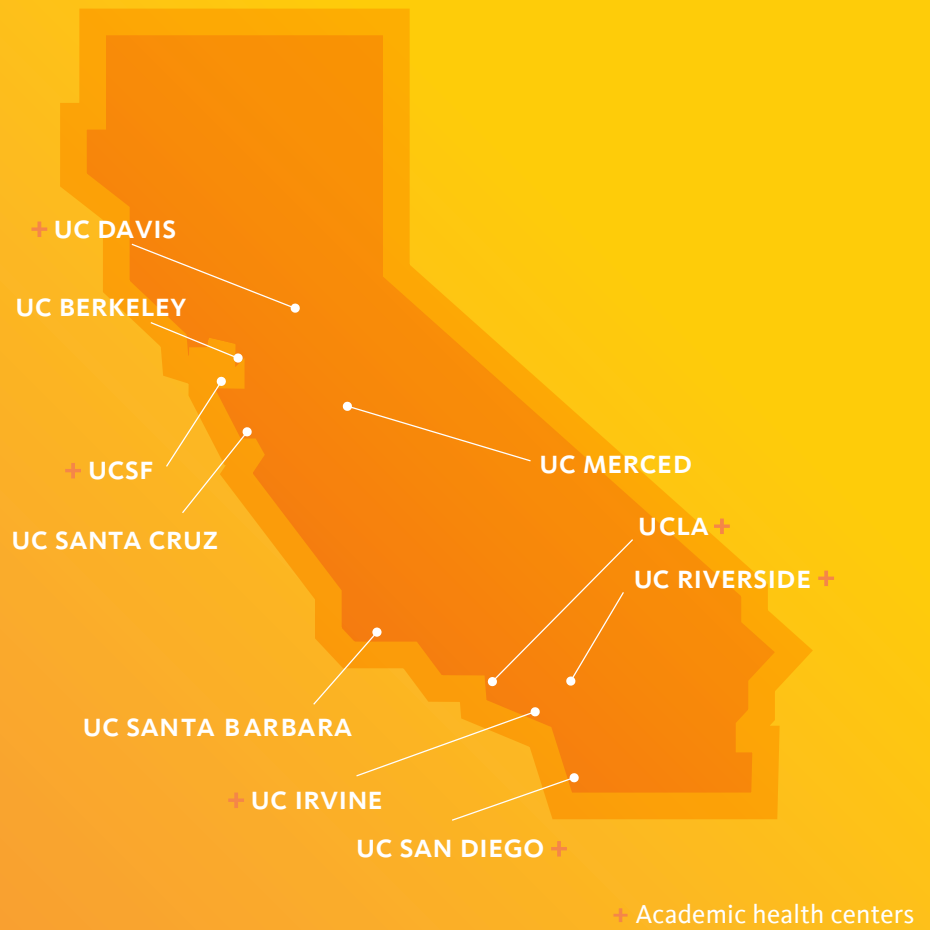 + UC DAVIS
UC BERKELEY
+ UCSF
UC MERCED
UC SANTA CRUZ
UCLA +
UC RIVERSIDE +
UC SANTA BARBARA
+ UC IRVINE
UC SAN DIEGO +
+ Academic health centers